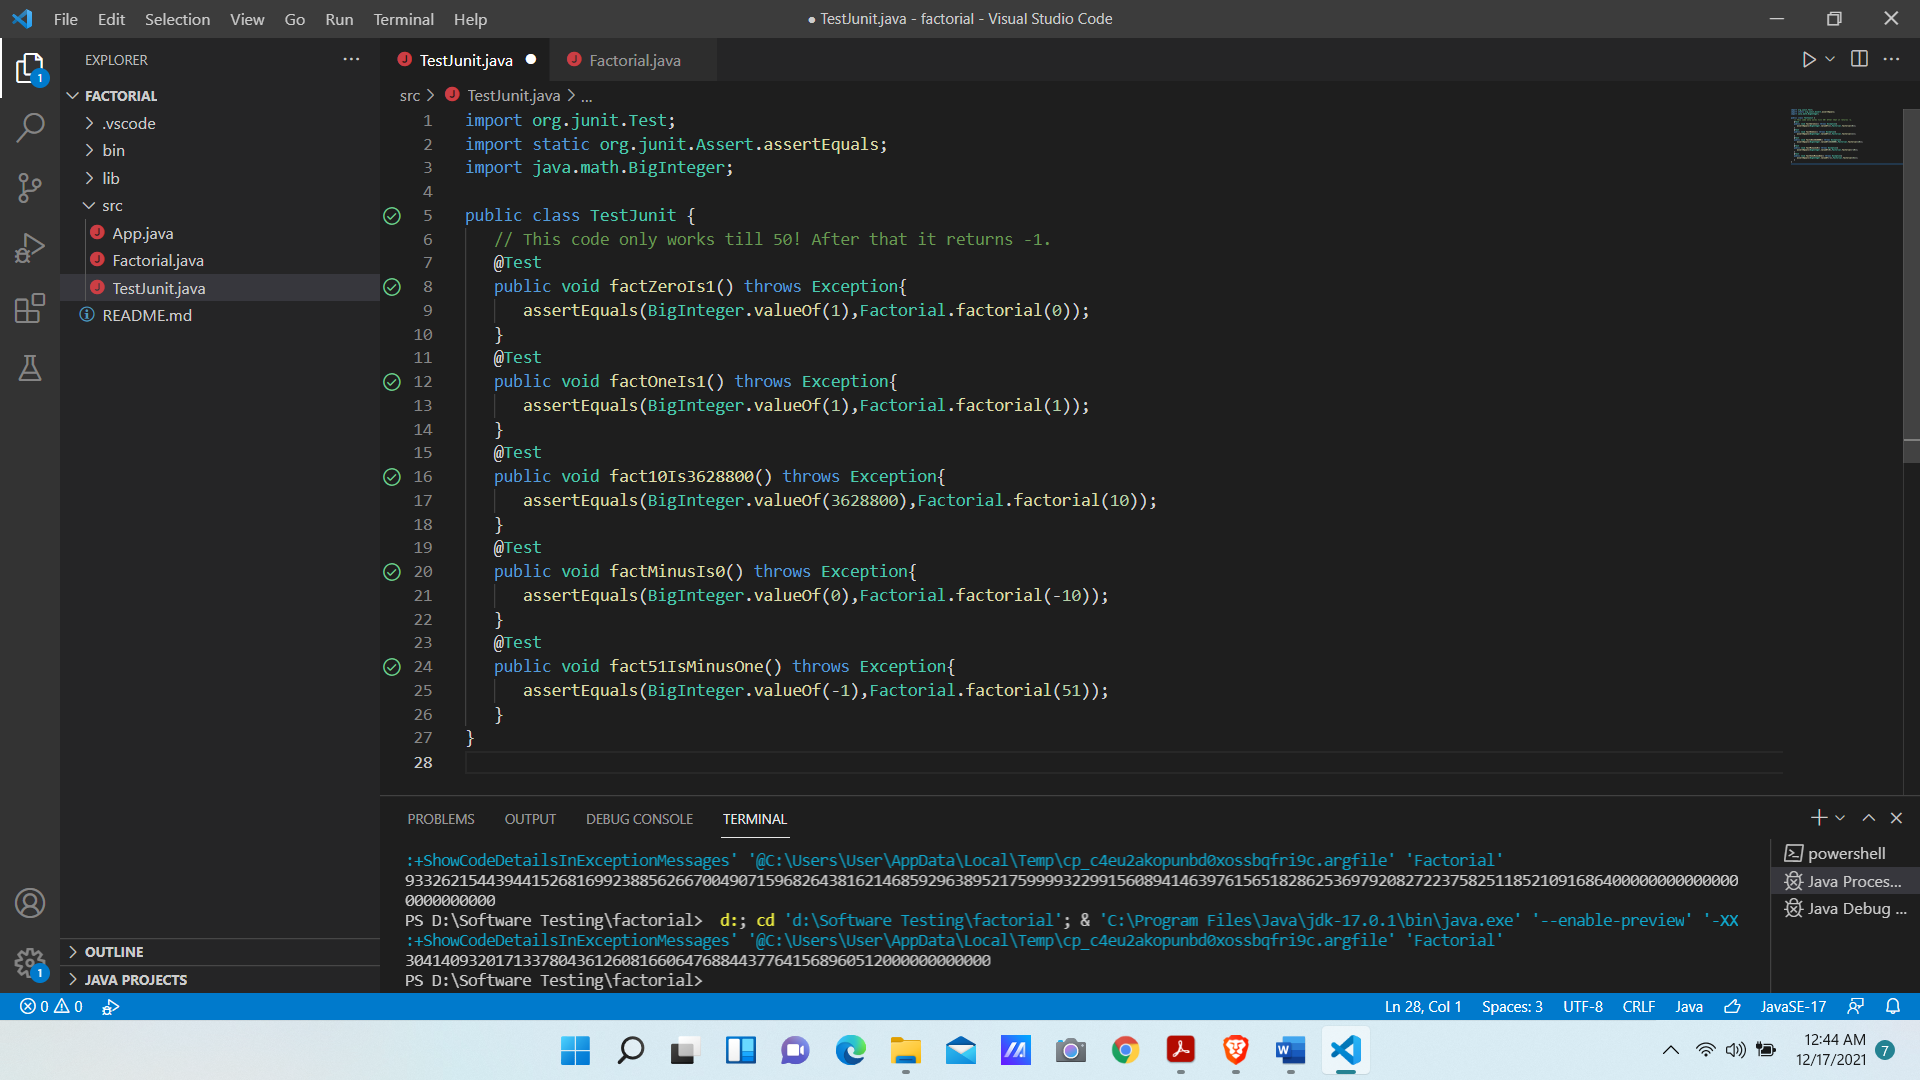 File Edit Selection View Go Run Terminal Help
● TestJunit.java - factorial - Visual Studio Code
EXPLORER
FACTORIAL
.vscode
bin
lib
src
App.java
Factorial.java
TestJunit.java
README.md
OUTLINE
JAVA PROJECTS
TestJunit.java Factorial.java
src > TestJunit.java > ...
1 import org.junit.Test;
2 import static org.junit.Assert.assertEquals;
3 import java.math.BigInteger;
4
5 public class TestJunit {
6 // This code only works till 50! After that it returns -1.
7 @Test
8 public void factZeroIs1() throws Exception{
9 assertEquals(BigInteger.valueOf(1),Factorial.factorial(0));
10 }
11 @Test
12 public void factOneIs1() throws Exception{
13 assertEquals(BigInteger.valueOf(1),Factorial.factorial(1));
14 }
15 @Test
16 public void fact10Is3628800() throws Exception{
17 assertEquals(BigInteger.valueOf(3628800),Factorial.factorial(10));
18 }
19 @Test
20 public void factMinusIs0() throws Exception{
21 assertEquals(BigInteger.valueOf(0),Factorial.factorial(-10));
22 }
23 @Test
24 public void fact51IsMinusOne() throws Exception{
25 assertEquals(BigInteger.valueOf(-1),Factorial.factorial(51));
26 }
27 }
28
PROBLEMS OUTPUT DEBUG CONSOLE TERMINAL
:+ShowCodeDetailsInExceptionMessages' '@C:\Users\User\AppData\Local\Temp\cp_c4eu2akopunbd0xossbqfri9c.argfile' 'Factorial'
93326215443944152681699238856266700490715968264381621468592963895217599993229915608941463976156518286253697920827223758251185210916864000000000000
0000000000
PS D:\Software Testing\factorial> d:; cd 'd:\Software Testing\factorial'; & 'C:\Program Files\Java\jdk-17.0.1\bin\java.exe' '--enable-preview' '-XX
:+ShowCodeDetailsInExceptionMessages' '@C:\Users\User\AppData\Local\Temp\cp_c4eu2akopunbd0xossbqfri9c.argfile' 'Factorial'
30414093201713378043612608166064768844377641568960512000000000000
PS D:\Software Testing\factorial>
powershell
Java Proces...
Java Debug ...
0 0
Ln 28, Col 1 Spaces: 3 UTF-8 CRLF Java JavaSE-17
12:44 AM
12/17/2021
7